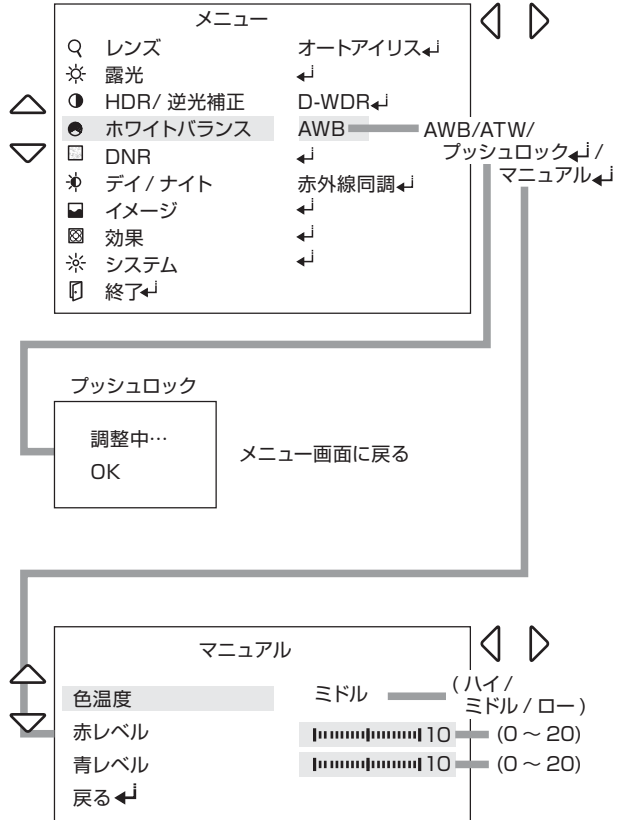 メニュー
レンズ オートアイリス↲
露光 ↲
HDR/ 逆光補正 D-WDR↲
ホワイトバランス AWB AWB/ATW/
プッシュロック↲/
マニュアル↲
DNR ↲
デイ / ナイト 赤外線同調↲
イメージ ↲
効果 ↲
システム ↲
終了↲
プッシュロック
調整中…
OK
メニュー画面に戻る
マニュアル
色温度 ミドル ( ハイ /
ミドル / ロー )
赤レベル 10 (0 ～ 20)
青レベル 10 (0 ～ 20)
戻る↲